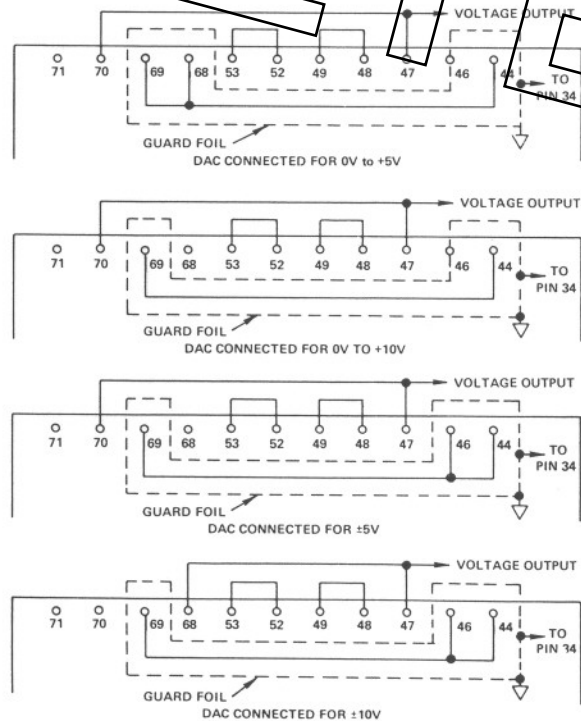 VOLTAGE OUTPUT
71 70 69 68 53 52 49 48 47 46 44
TO
PIN 34
GUARD FOIL
DAC CONNECTED FOR 0V to +5V
VOLTAGE OUTPUT
71 70 69 68 53 52 49 48 47 46 44
TO
PIN 34
GUARD FOIL
DAC CONNECTED FOR 0V TO +10V
VOLTAGE OUTPUT
71 70 69 68 53 52 49 48 47 46 44
TO
PIN 34
GUARD FOIL
DAC CONNECTED FOR ±5V
VOLTAGE OUTPUT
71 70 69 68 53 52 49 48 47 46 44
TO
PIN 34
GUARD FOIL
DAC CONNECTED FOR ±10V